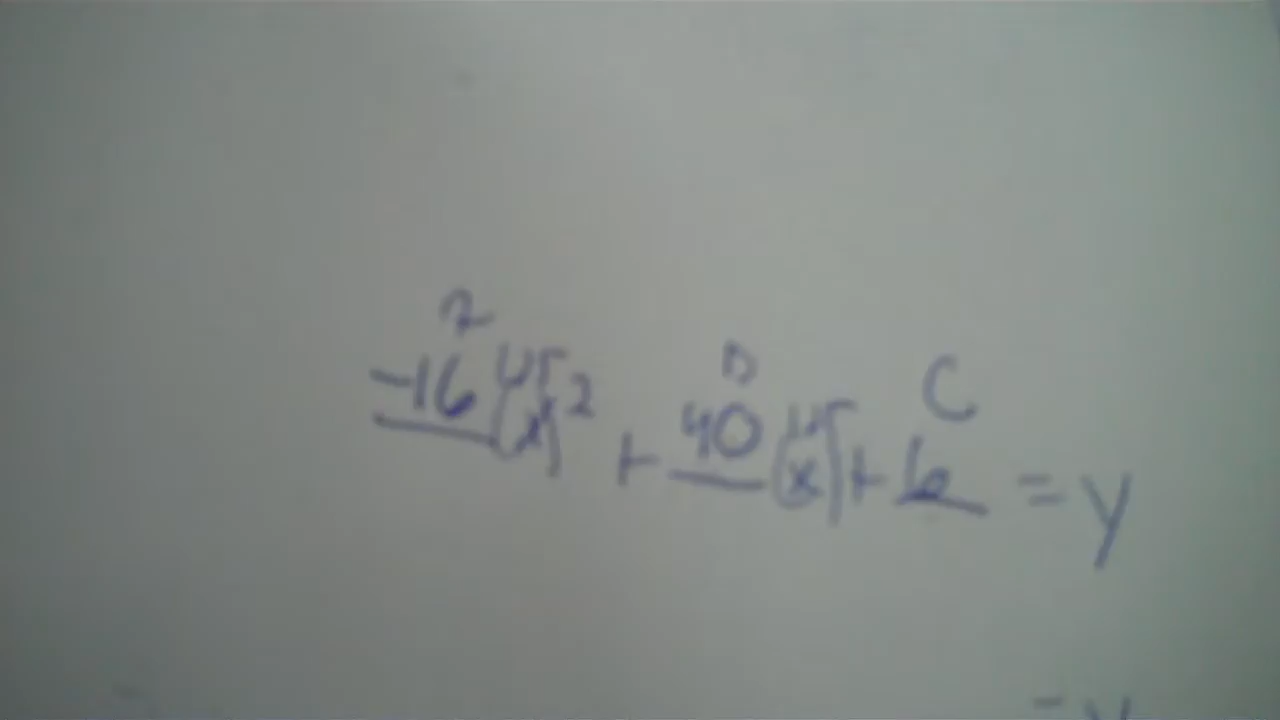 B C
-16(x)² + 40(x) + 6 = y
= y